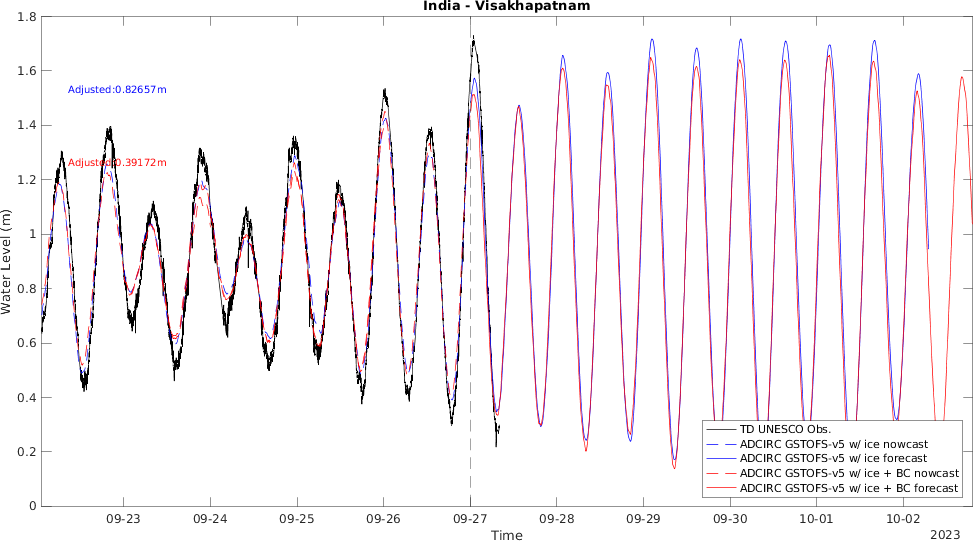 India - Visakhapatnam
1.8
1.6
1.4
1.2
1
0.8
0.6
0.4
0.2
0
Water Level (m)
Adjusted:0.82657m
Adjusted:0.39172m
TD UNESCO Obs.
ADCIRC GSTOFS-v5 w/ ice nowcast
ADCIRC GSTOFS-v5 w/ ice forecast
ADCIRC GSTOFS-v5 w/ ice + BC nowcast
ADCIRC GSTOFS-v5 w/ ice + BC forecast
09-23 09-24 09-25 09-26 09-27 09-28 09-29 09-30 10-01 10-02
Time
2023